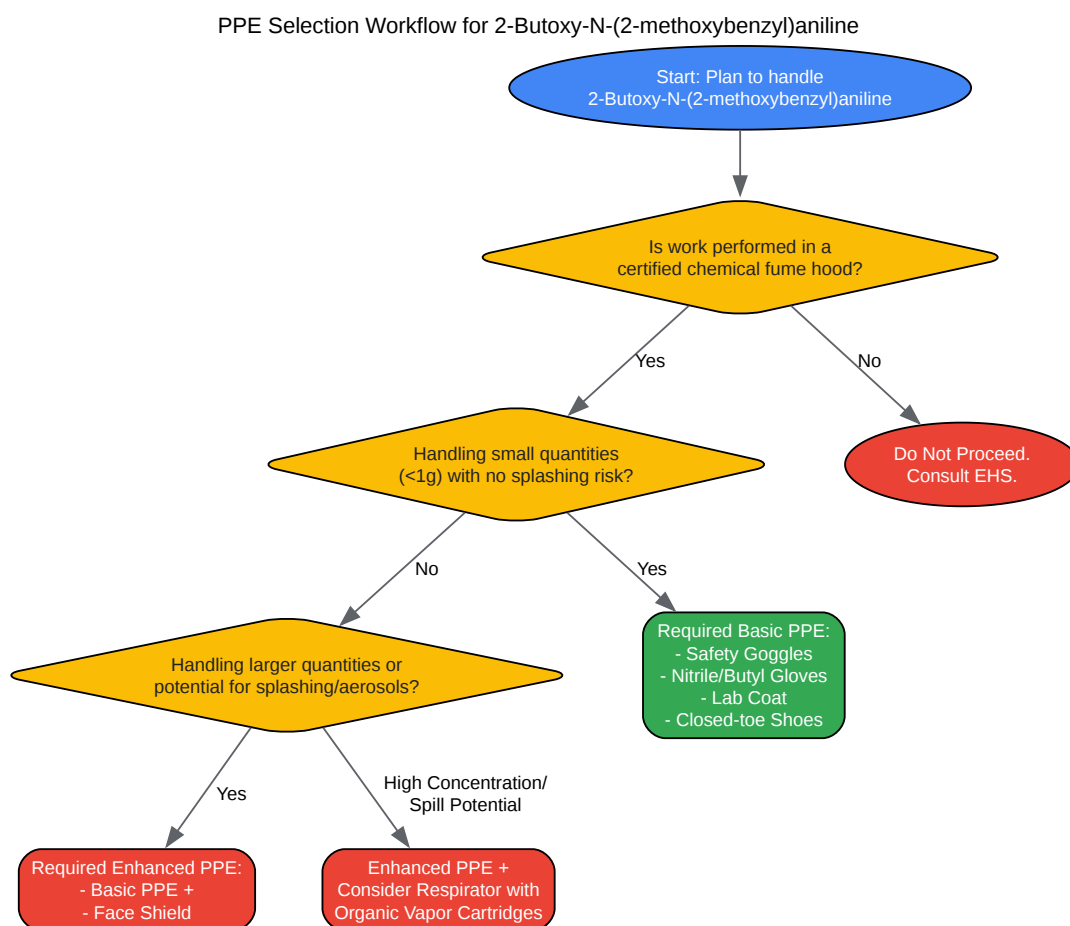 PPE Selection Workflow for 2-Butoxy-N-(2-methoxybenzyl)aniline
Start: Plan to handle
2-Butoxy-N-(2-methoxybenzyl)aniline
Is work performed in a
certified chemical fume hood?
Yes
No
Handling small quantities
(<1g) with no splashing risk?
Do Not Proceed.
Consult EHS.
No
Yes
Handling larger quantities or
potential for splashing/aerosols?
Required Basic PPE:
- Safety Goggles
- Nitrile/Butyl Gloves
- Lab Coat
- Closed-toe Shoes
Yes
High Concentration/
Spill Potential
Required Enhanced PPE:
- Basic PPE +
- Face Shield
Enhanced PPE +
Consider Respirator with
Organic Vapor Cartridges